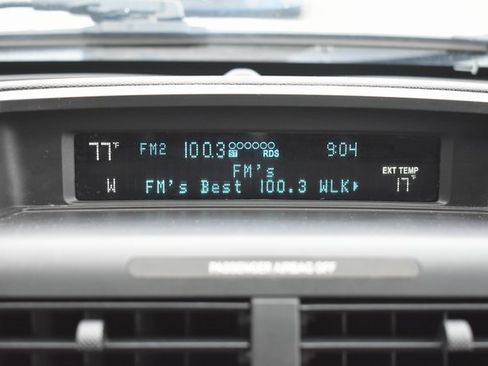 77°F FM2 100.3 ST RDS 9:04
FM's EXT TEMP
W FM's Best 100.3 WLK 17°F
PASSENGER AIRBAG OFF